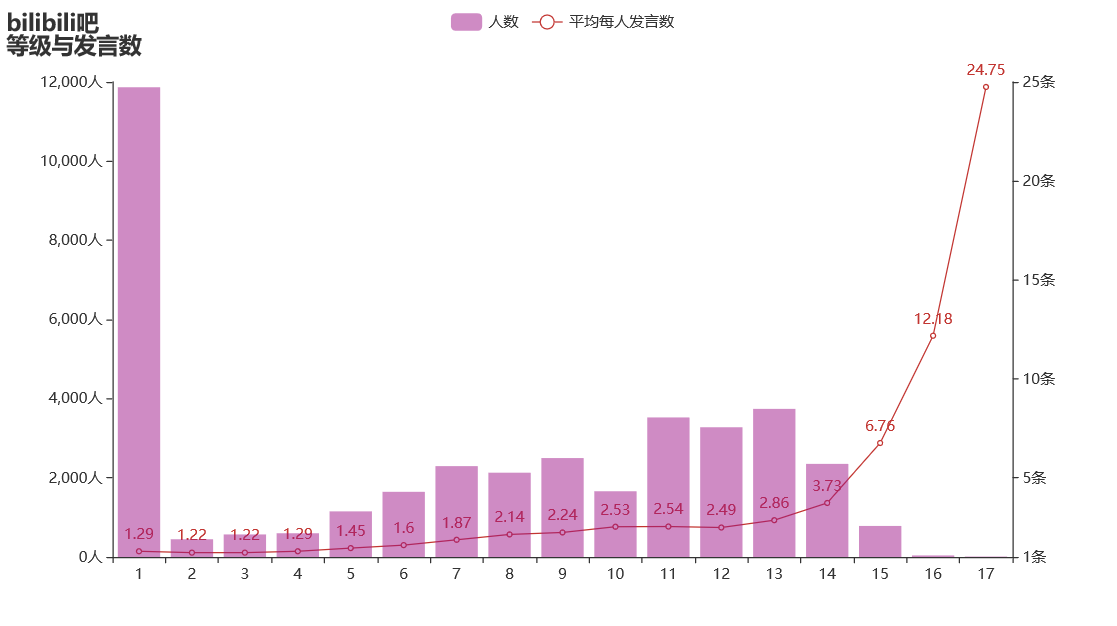 bilibili吧
等级与发言数
人数 平均每人发言数
12,000人
10,000人
8,000人
6,000人
4,000人
2,000人
0人
25条
20条
15条
10条
5条
1条
1.29 1.22 1.22 1.29 1.45 1.6 1.87 2.14 2.24 2.53 2.54 2.49 2.86 3.73 6.76 12.18 24.75
1 2 3 4 5 6 7 8 9 10 11 12 13 14 15 16 17